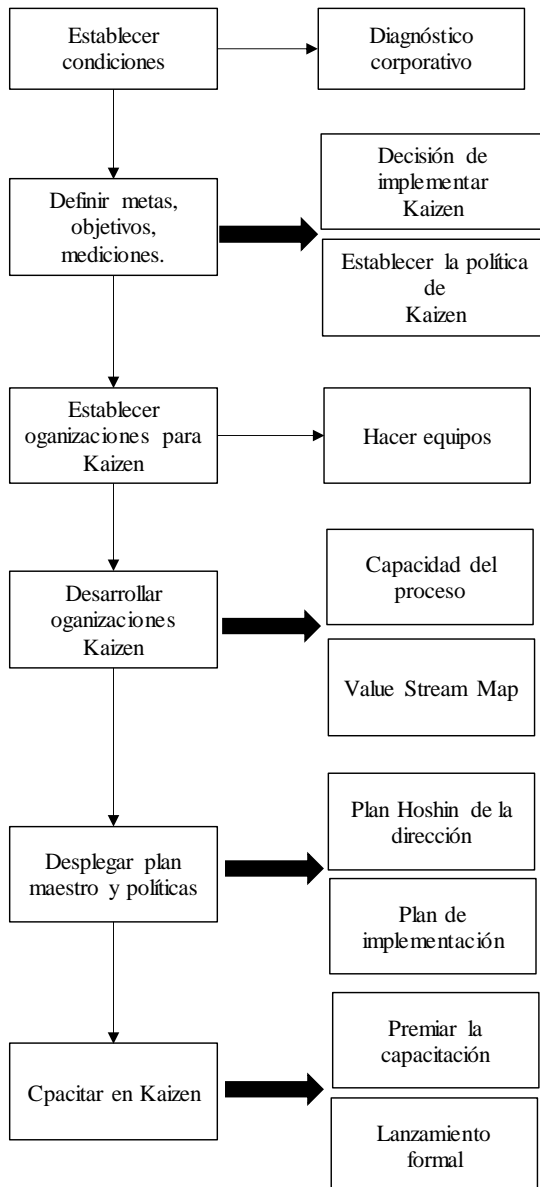 Establecer
condiciones
Diagnóstico
corporativo
Definir metas,
objetivos,
mediciones.
Decisión de
implementar
Kaizen
Establecer la política
de
Kaizen
Establecer
oganizaciones para
Kaizen
Hacer equipos
Desarrollar
oganizaciones
Kaizen
Capacidad del
proceso
Value Stream Map
Desplegar plan
maestro y políticas
Plan Hoshin de la
dirección
Plan de
implementación
Cpacitar en Kaizen
Premiar la
capacitación
Lanzamiento
formal